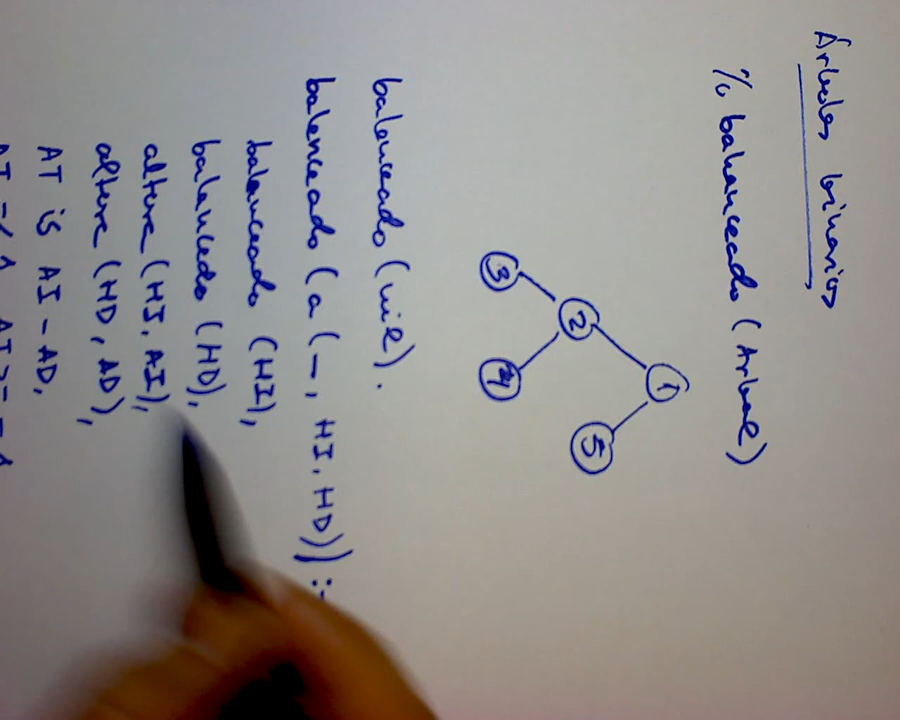 Árboles binarios
% balanceado (Arbol)
1
2
5
3
4
balanceado (nil).
balanceado (a (_, HI, HD)) :-
balanceado (HI),
balanceado (HD),
altura (HI, AI),
altura (HD, AD),
AT is AI - AD,